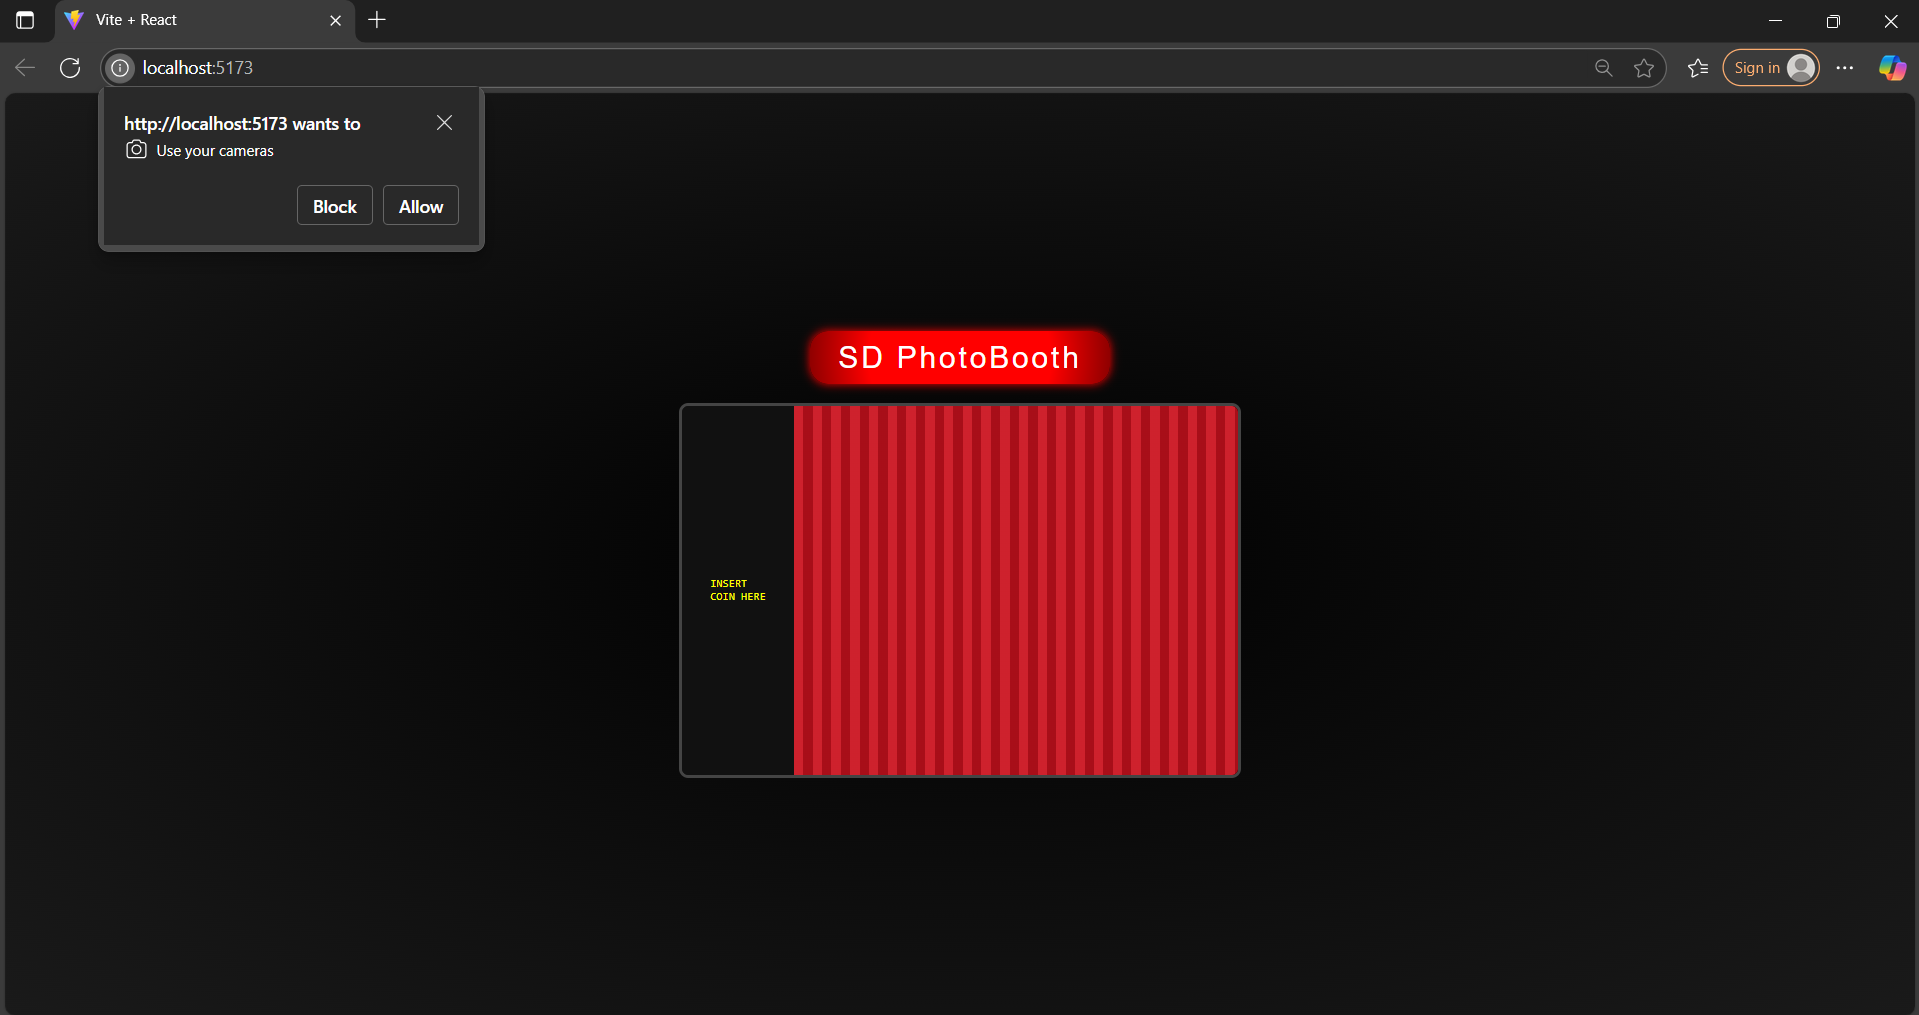 Vite + React
localhost:5173
Sign in
http://localhost:5173 wants to
Use your cameras
Block Allow
SD PhotoBooth
INSERT
COIN HERE